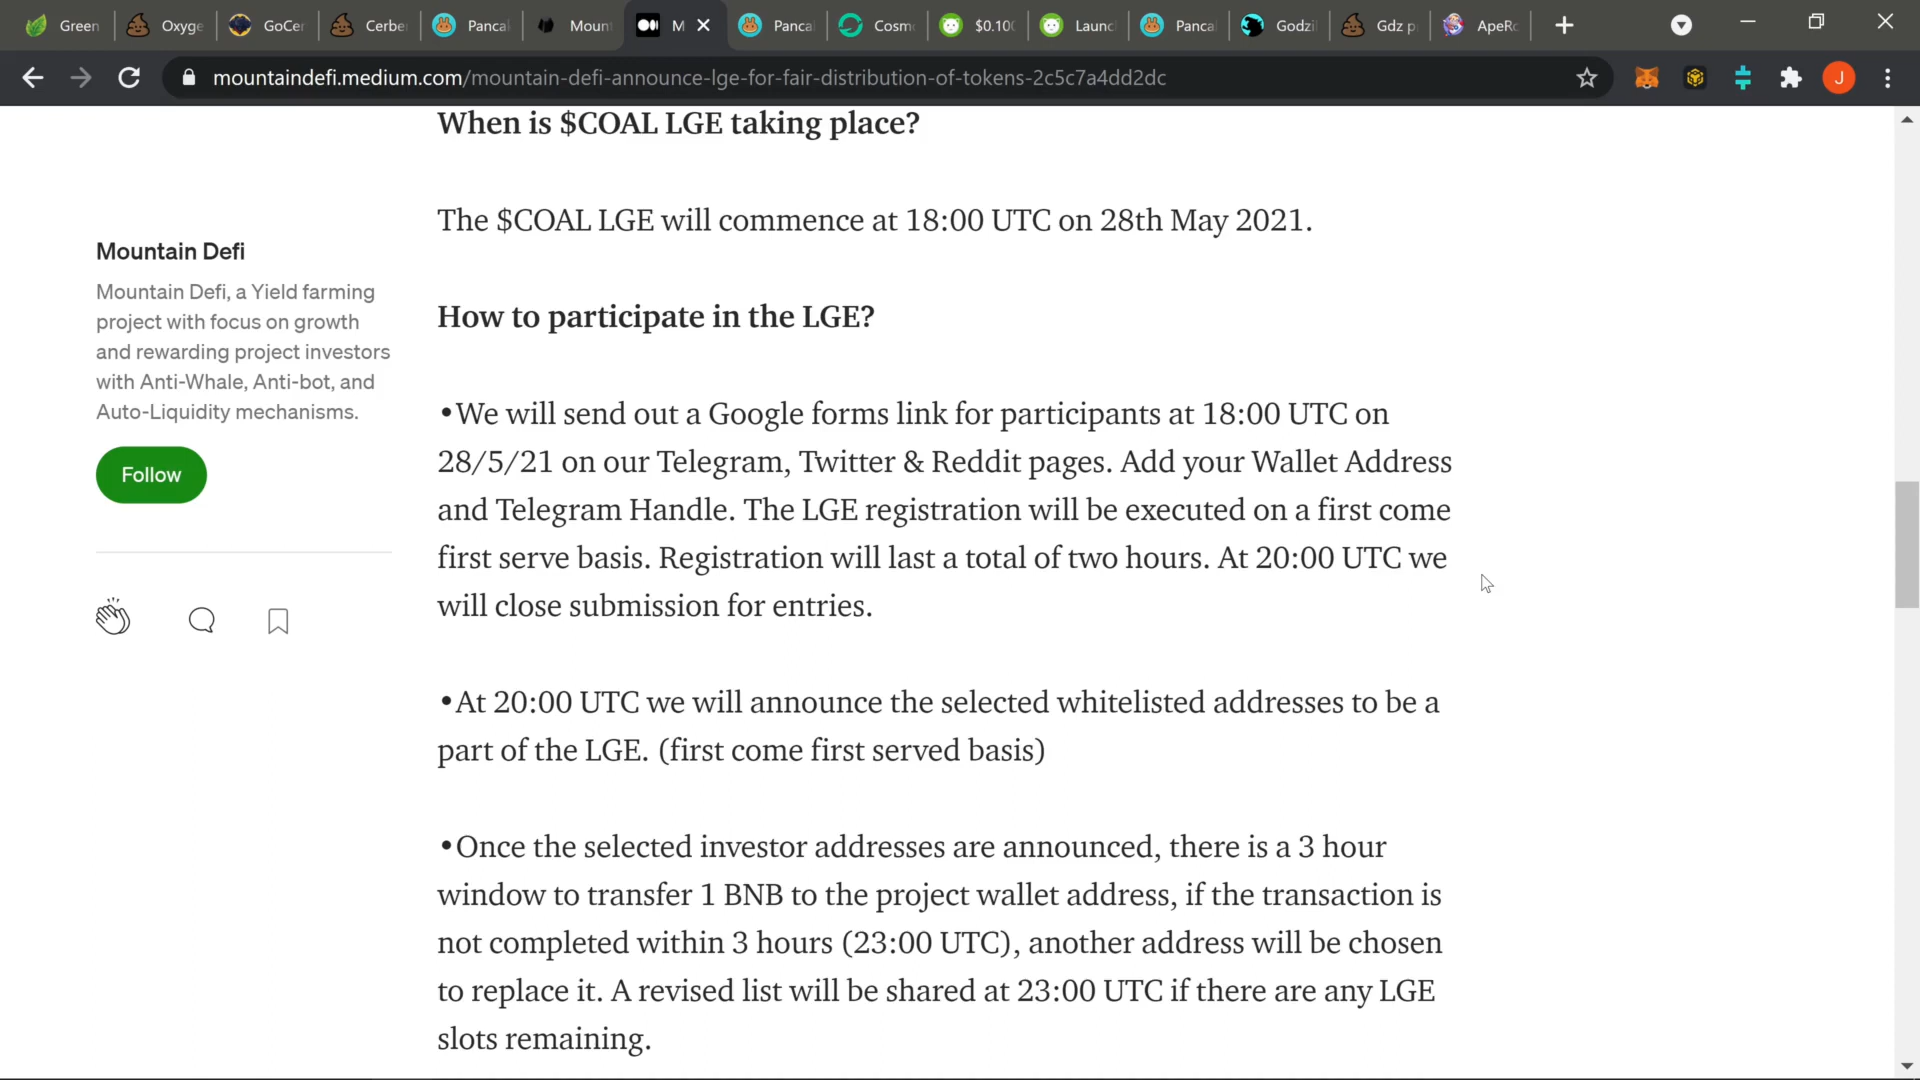 Green
Oxyge
GoCer
Cerbe
Panca
Mount
M
Panca
Cosm
$0.100
Launc
Panca
Godzi
Gdz p
ApeRo
mountaindefi.medium.com/mountain-defi-announce-lge-for-fair-distribution-of-tokens-2c5c7a4dd2dc
J
When is $COAL LGE taking place?
The $COAL LGE will commence at 18:00 UTC on 28th May 2021.
Mountain Defi
Mountain Defi, a Yield farming
project with focus on growth
and rewarding project investors
with Anti-Whale, Anti-bot, and
Auto-Liquidity mechanisms.
Follow
How to participate in the LGE?
•We will send out a Google forms link for participants at 18:00 UTC on
28/5/21 on our Telegram, Twitter & Reddit pages. Add your Wallet Address
and Telegram Handle. The LGE registration will be executed on a first come
first serve basis. Registration will last a total of two hours. At 20:00 UTC we
will close submission for entries.
•At 20:00 UTC we will announce the selected whitelisted addresses to be a
part of the LGE. (first come first served basis)
•Once the selected investor addresses are announced, there is a 3 hour
window to transfer 1 BNB to the project wallet address, if the transaction is
not completed within 3 hours (23:00 UTC), another address will be chosen
to replace it. A revised list will be shared at 23:00 UTC if there are any LGE
slots remaining.